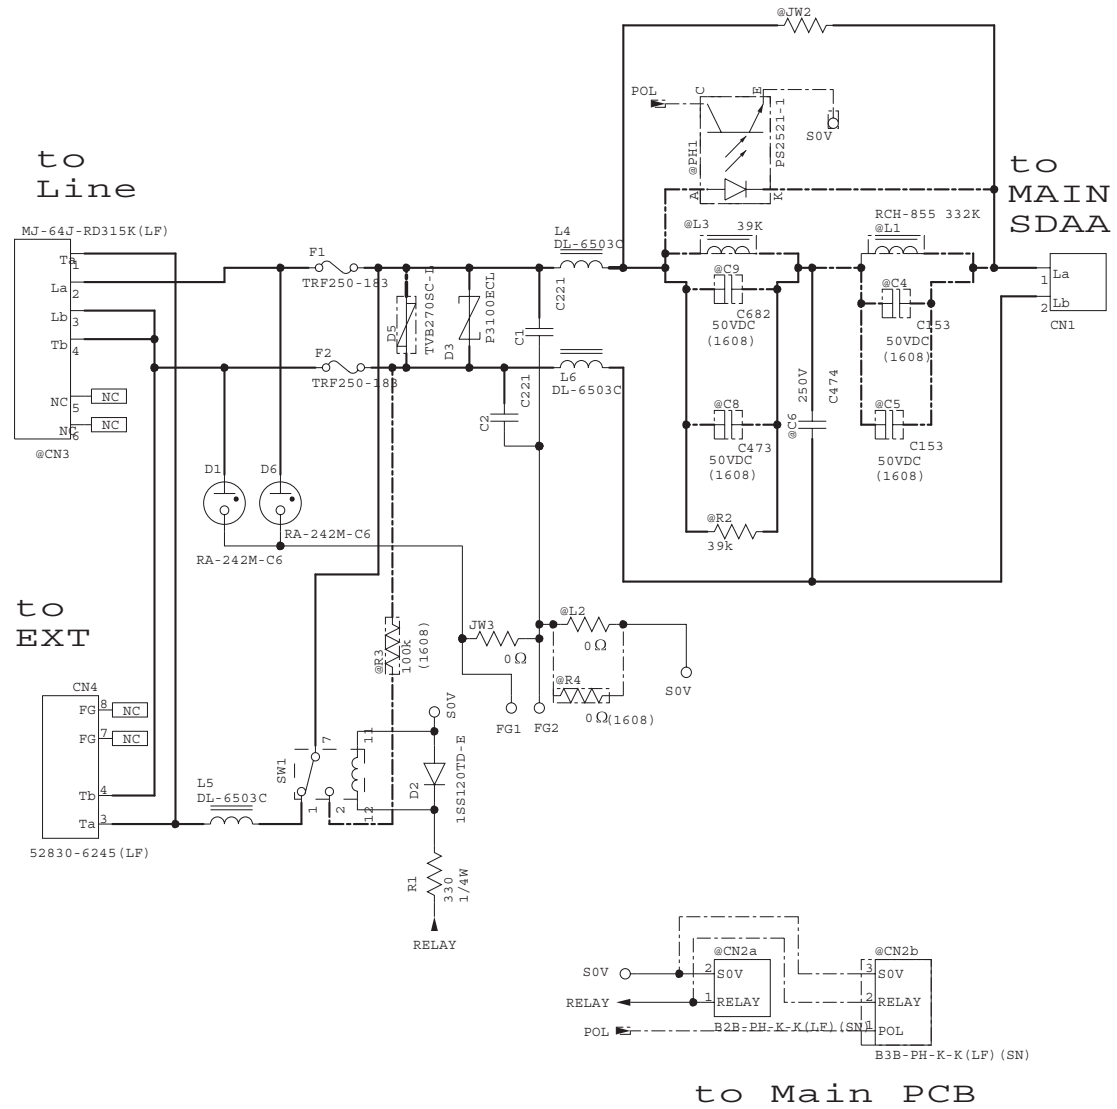 @JW2
POL
C
E
PS2521-1
S0V
@PH1
A
K
to
Line
to
MAIN
SDAA
MJ-64J-RD315K(LF)
Ta
1
La
2
Lb
3
Tb
4
NC
5
NC
NC
6
NC
@CN3
F1
TRF250-183
F2
TRF250-183
D5
TVB270SC-L
D3
P3100ECL
L4
DL-6503C
C221
C1
L6
DL-6503C
C221
C2
@L3
39K
@C9
C682
50VDC
(1608)
@C8
C473
50VDC
(1608)
@R2
39k
250V
C474
@C6
RCH-855 332K
@L1
@C4
C153
50VDC
(1608)
@C5
C153
50VDC
(1608)
La
1
Lb
2
CN1
D1
D6
RA-242M-C6
RA-242M-C6
to
EXT
@R3
100k
(1608)
JW3
0Ω
@L2
0Ω
@R4
0Ω(1608)
S0V
FG1
FG2
CN4
FG
8
NC
FG
7
NC
Tb
4
Ta
3
52830-6245(LF)
L5
DL-6503C
SW1
7
1
2
11
12
S0V
D2
1SS120TD-E
R1
330
1/4W
RELAY
@CN2a
S0V
2
S0V
RELAY
1
RELAY
B2B-PH-K-K(LF)(SN)
POL
@CN2b
3
S0V
2
RELAY
1
POL
B3B-PH-K-K(LF)(SN)
to Main PCB